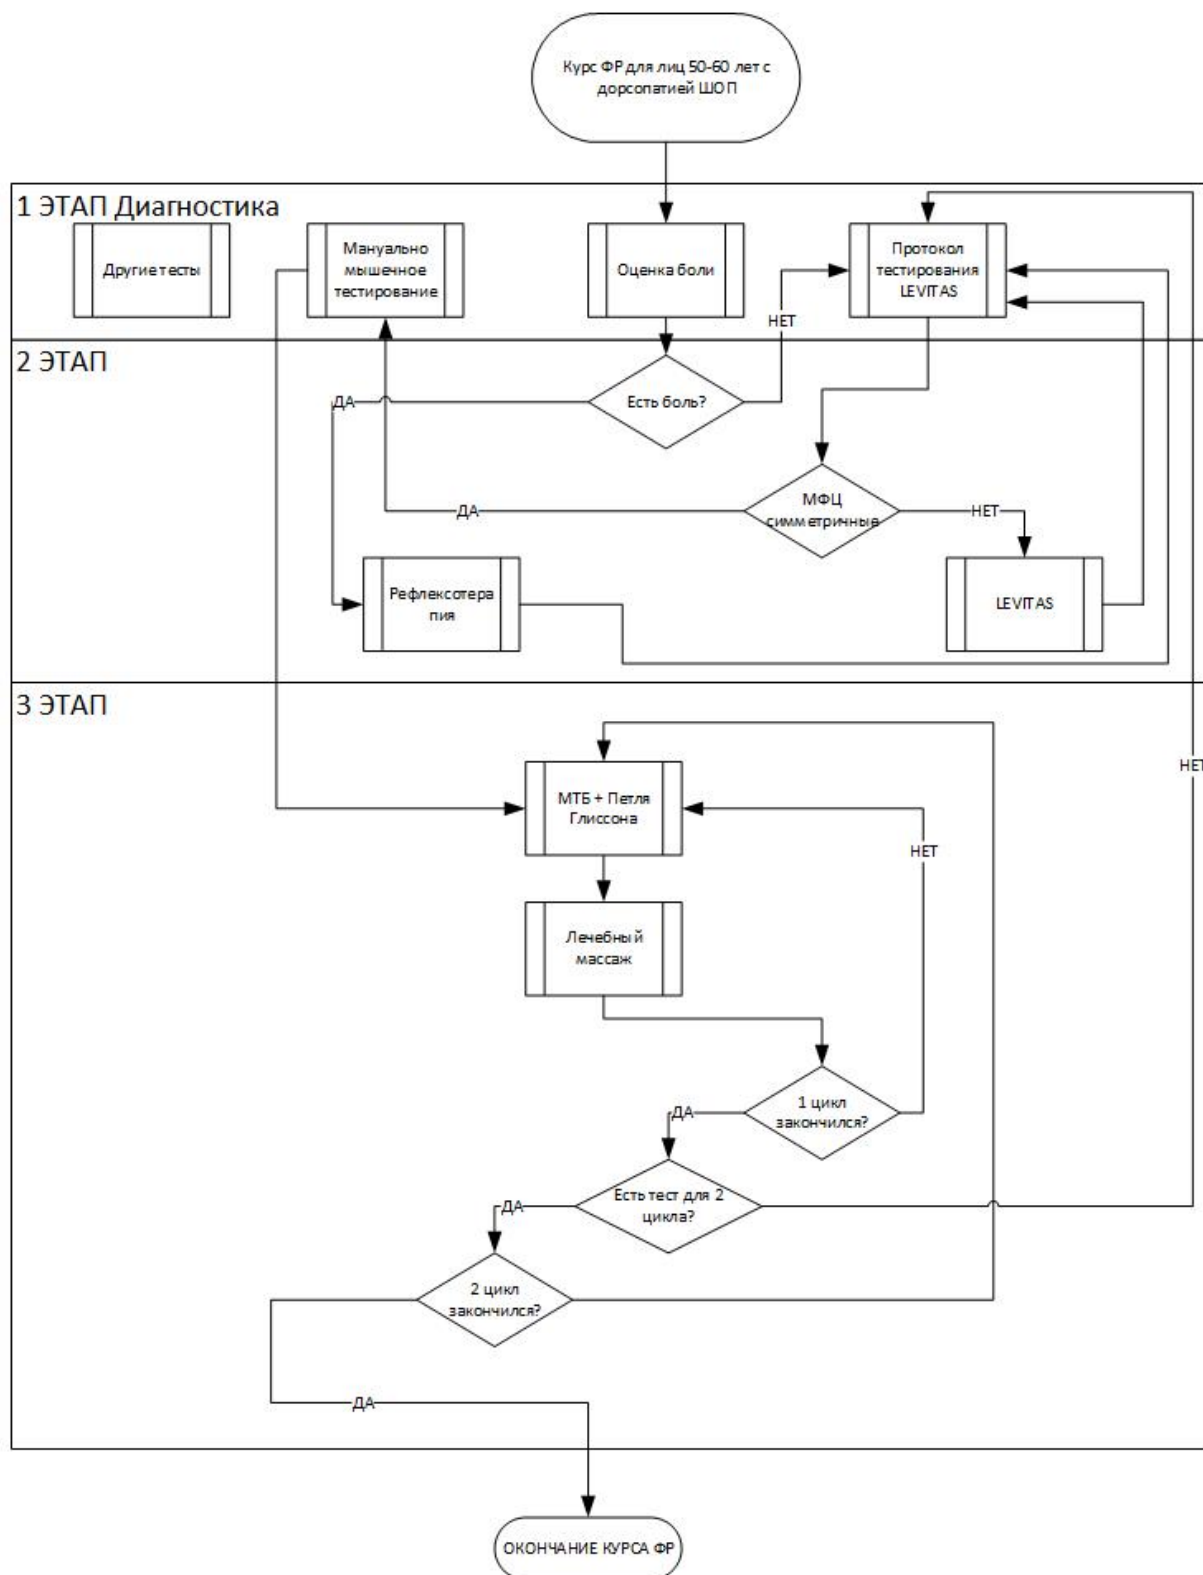 Курс ФР для лиц 50-60 лет с
дорсопатией ШОП
1 ЭТАП Диагностика
Другие тесты
Мануально
мышечное
тестирование
Оценка боли
Протокол
тестирования
LEVITAS
НЕТ
2 ЭТАП
ДА
Есть боль?
ДА
МФЦ
симметричные
НЕТ
Рефлексотера
пия
LEVITAS
3 ЭТАП
НЕТ
МТБ + Петля
Глиссона
НЕТ
Лечебный
массаж
ДА
1 цикл
закончился?
ДА
Есть тест для 2
цикла?
2 цикл
закончился?
ДА
ОКОНЧАНИЕ КУРСА ФР